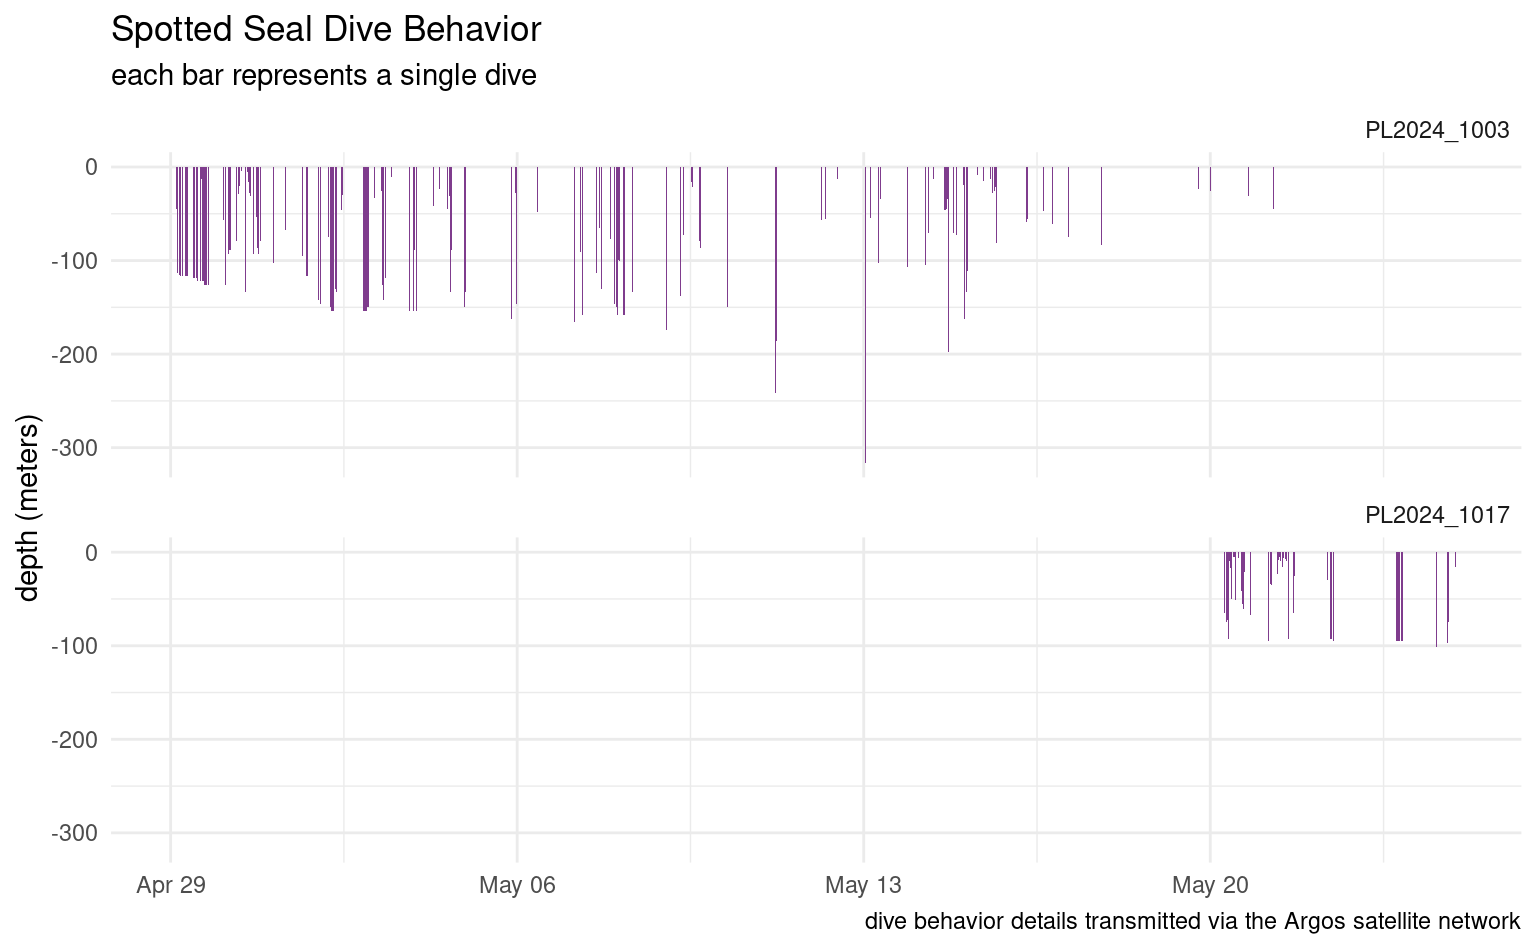 Spotted Seal Dive Behavior
each bar represents a single dive
PL2024_1003
0
-100
-200
-300
depth (meters)
PL2024_1017
0
-100
-200
-300
Apr 29 May 06 May 13 May 20
dive behavior details transmitted via the Argos satellite network